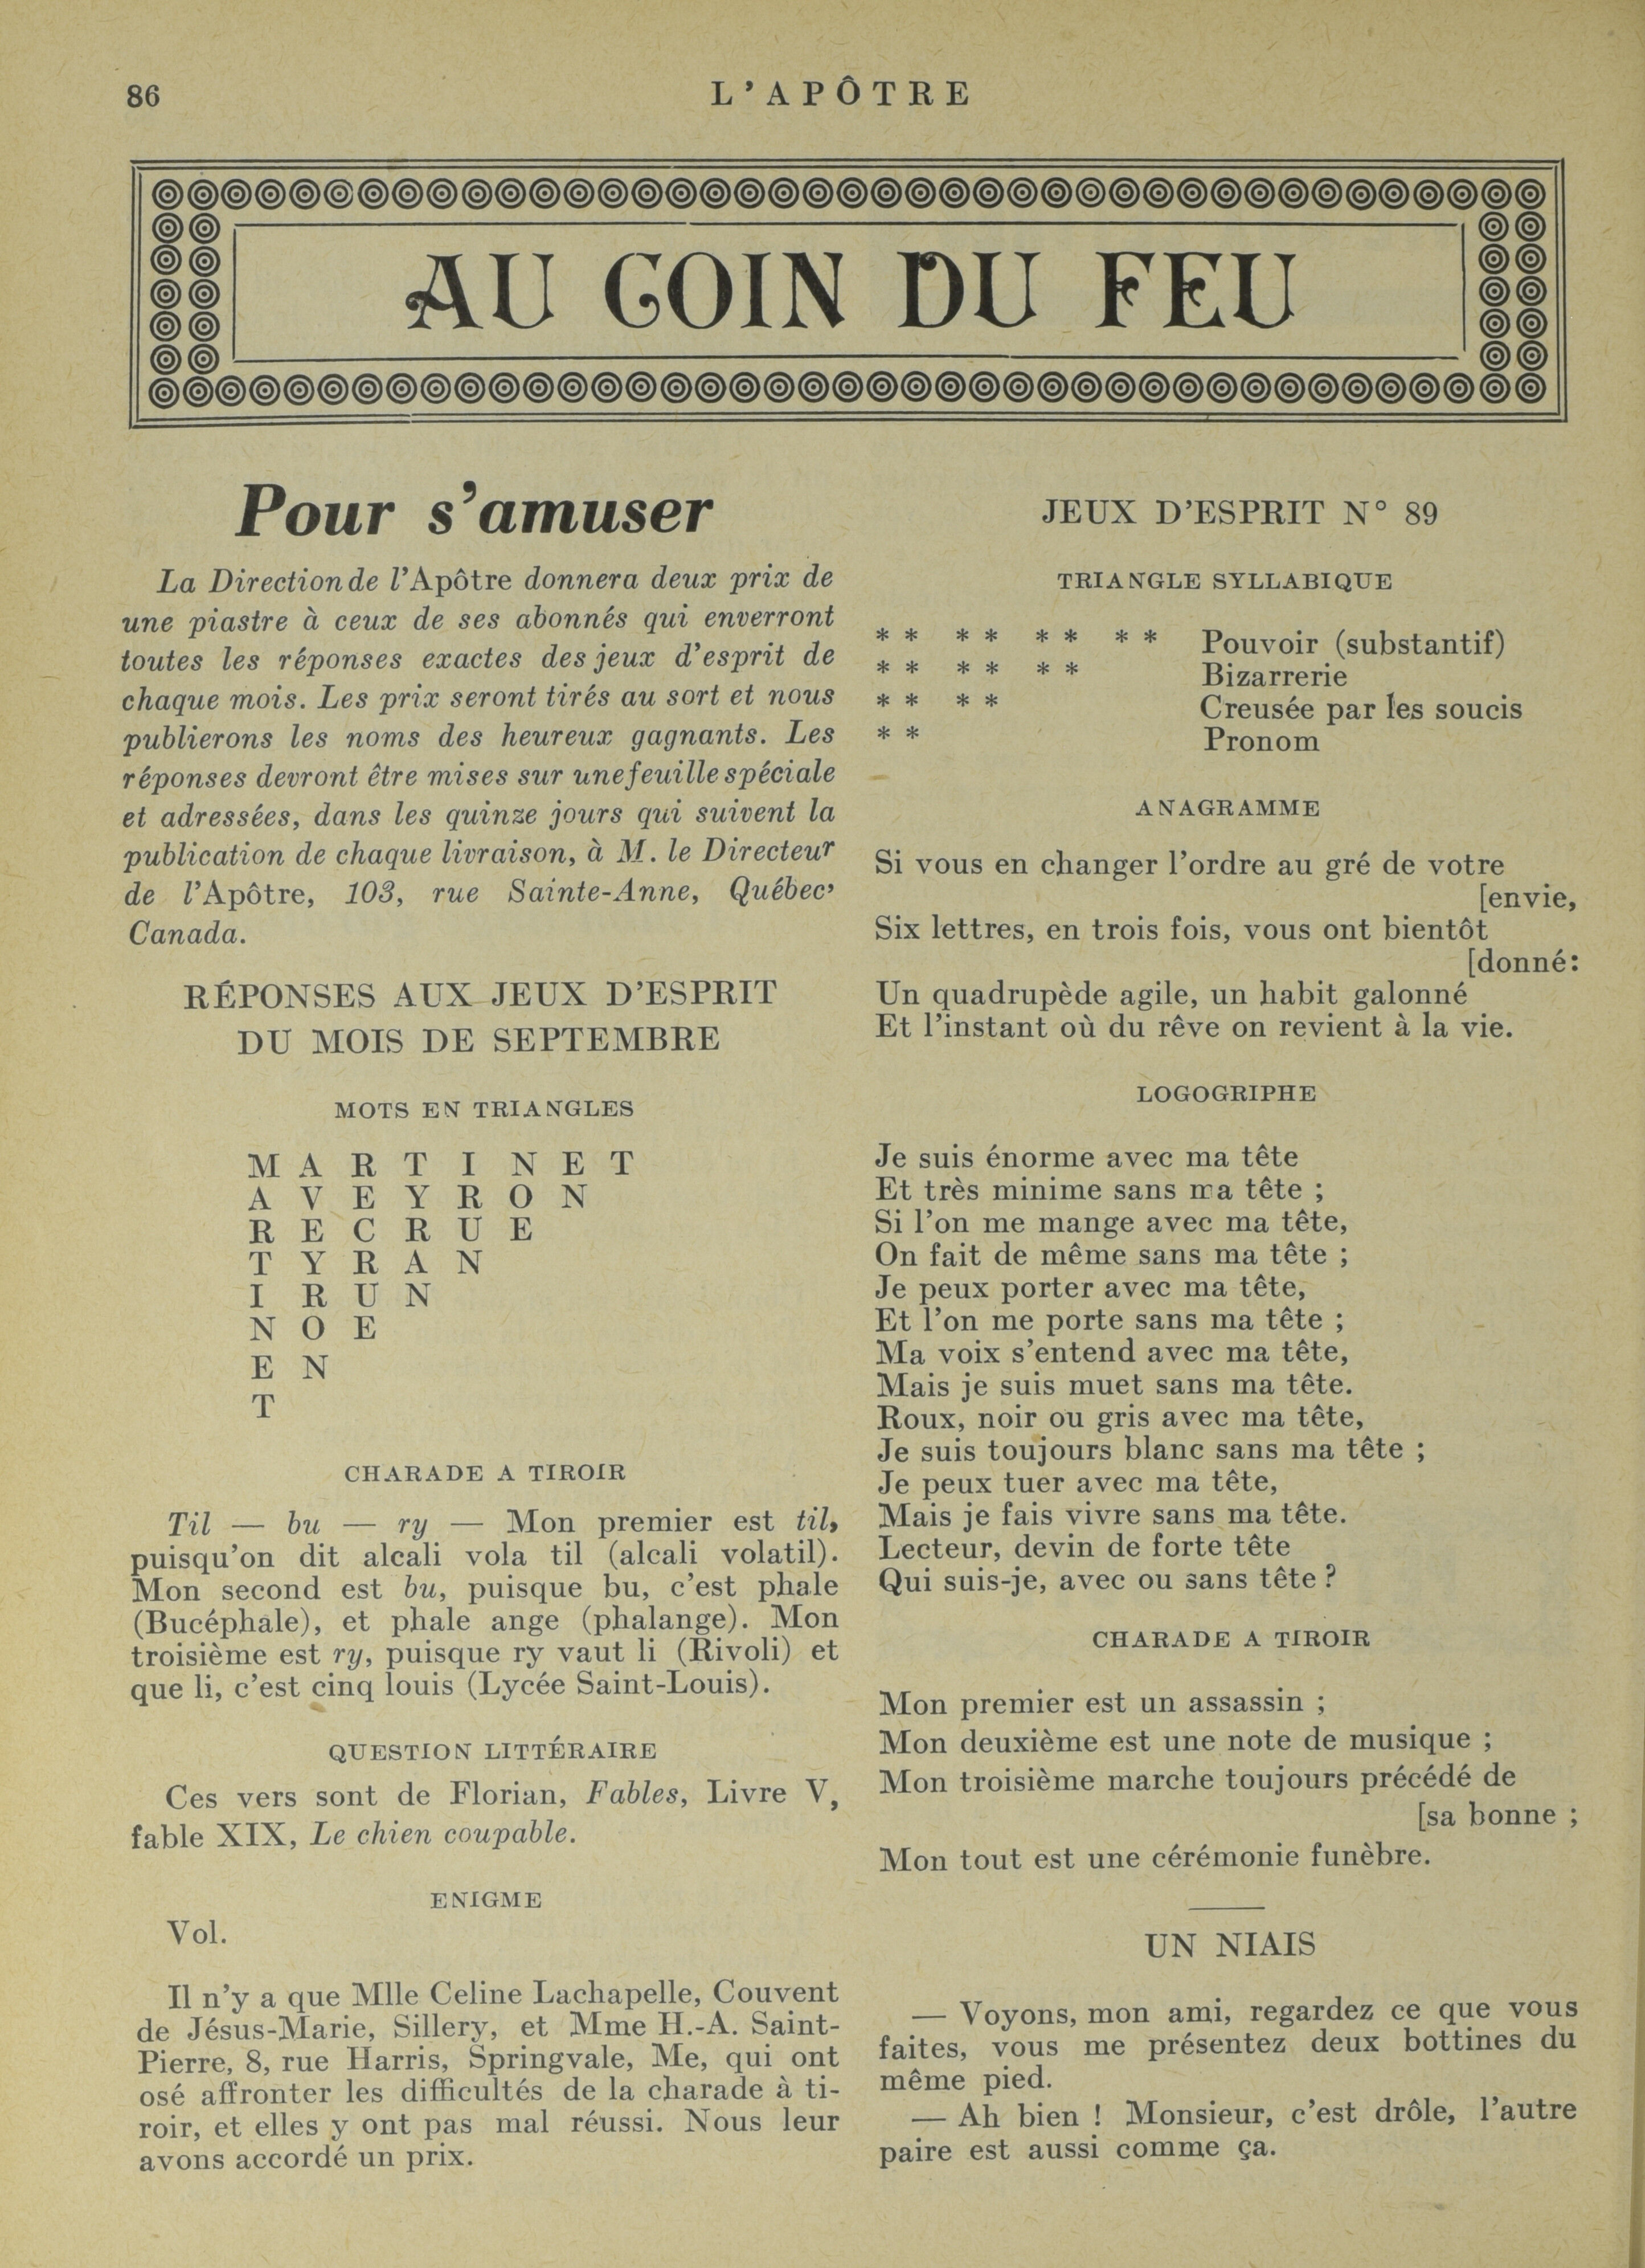 86
L'APÔTRE
AU COIN DU FEU
Pour s'amuser
La Direction de l'Apôtre donnera deux prix de
une piastre à ceux de ses abonnés qui enverront
toutes les réponses exactes des jeux d'esprit de
chaque mois. Les prix seront tirés au sort et nous
publierons les noms des heureux gagnants. Les
réponses devront être mises sur une feuille spéciale
et adressées, dans les quinze jours qui suivent la
publication de chaque livraison, à M. le Directeur
de l'Apôtre, 103, rue Sainte-Anne, Québec,
Canada.
RÉPONSES AUX JEUX D'ESPRIT
DU MOIS DE SEPTEMBRE
MOTS EN TRIANGLES
M A R T I N E T
A V E Y R O N
R E C R U E
T Y R A N
I R U N
N O E
E N
T
CHARADE A TIROIR
Til — bu — ry — Mon premier est til,
puisqu'on dit alcali vola til (alcali volatil).
Mon second est bu, puisque bu, c'est phale
(Bucéphale), et phale ange (phalange). Mon
troisième est ry, puisque ry vaut li (Rivoli) et
que li, c'est cinq louis (Lycée Saint-Louis).
QUESTION LITTÉRAIRE
Ces vers sont de Florian, Fables, Livre V,
fable XIX, Le chien coupable.
ENIGME
Vol.
Il n'y a que Mlle Celine Lachapelle, Couvent
de Jésus-Marie, Sillery, et Mme H.-A. Saint-
Pierre, 8, rue Harris, Springvale, Me, qui ont
osé affronter les difficultés de la charade à ti-
roir, et elles y ont pas mal réussi. Nous leur
avons accordé un prix.
JEUX D'ESPRIT N° 89
TRIANGLE SYLLABIQUE
* * * * * * * * Pouvoir (substantif)
* * * * * * Bizarrerie
* * * * Creusée par les soucis
* * Pronom
ANAGRAMME
Si vous en changer l'ordre au gré de votre
[envie,
Six lettres, en trois fois, vous ont bientôt
[donné:
Un quadrupède agile, un habit galonné
Et l'instant où du rêve on revient à la vie.
LOGOGRIPHE
Je suis énorme avec ma tête
Et très minime sans ma tête ;
Si l'on me mange avec ma tête,
On fait de même sans ma tête ;
Je peux porter avec ma tête,
Et l'on me porte sans ma tête ;
Ma voix s'entend avec ma tête,
Mais je suis muet sans ma tête.
Roux, noir ou gris avec ma tête,
Je suis toujours blanc sans ma tête ;
Je peux tuer avec ma tête,
Mais je fais vivre sans ma tête.
Lecteur, devin de forte tête
Qui suis-je, avec ou sans tête ?
CHARADE A TIROIR
Mon premier est un assassin ;
Mon deuxième est une note de musique ;
Mon troisième marche toujours précédé de
[sa bonne ;
Mon tout est une cérémonie funèbre.
UN NIAIS
— Voyons, mon ami, regardez ce que vous
faites, vous me présentez deux bottines du
même pied.
— Ah bien ! Monsieur, c'est drôle, l'autre
paire est aussi comme ça.